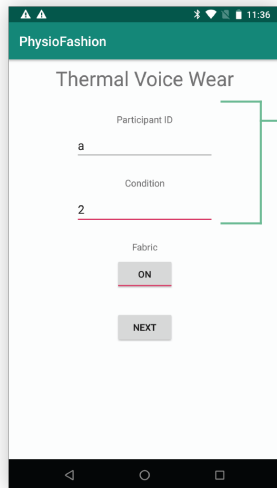 11:36
PhysioFashion
Thermal Voice Wear
Participant ID
a
Condition
2
Fabric
ON
NEXT